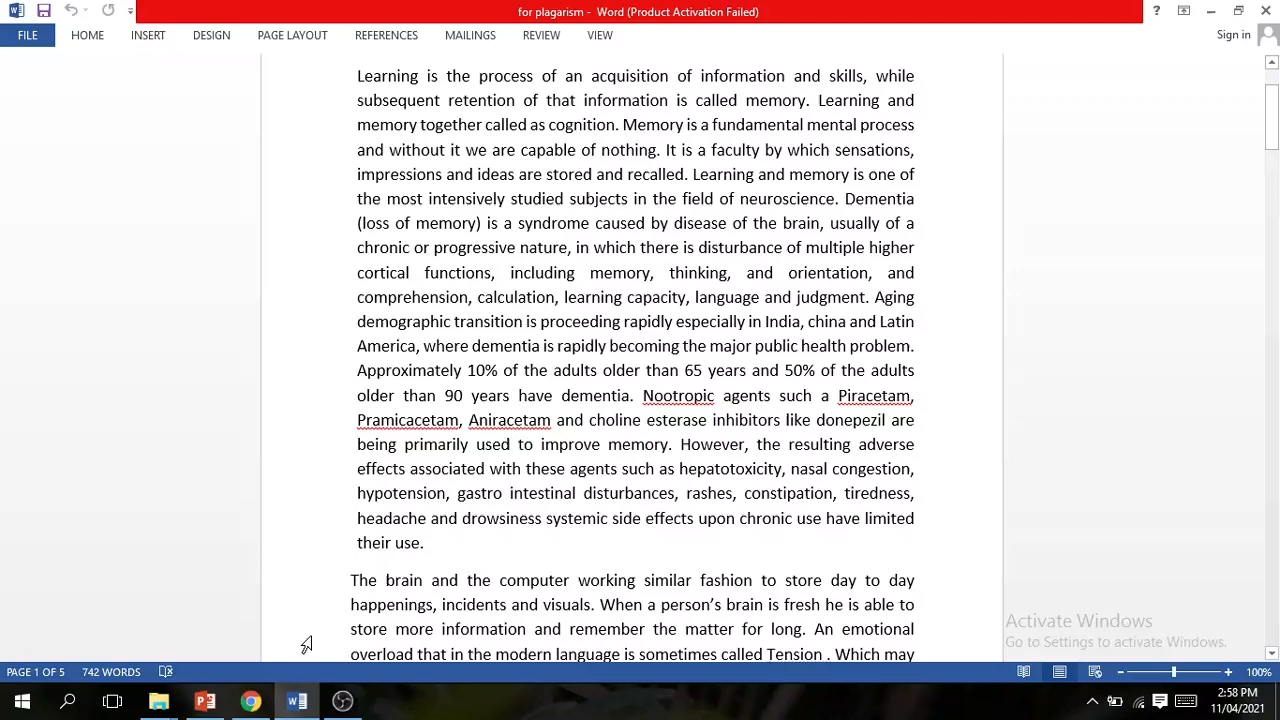 for plagarism - Word (Product Activation Failed)
?
FILE HOME INSERT DESIGN PAGE LAYOUT REFERENCES MAILINGS REVIEW VIEW Sign in
Learning is the process of an acquisition of information and skills, while
subsequent retention of that information is called memory. Learning and
memory together called as cognition. Memory is a fundamental mental process
and without it we are capable of nothing. It is a faculty by which sensations,
impressions and ideas are stored and recalled. Learning and memory is one of
the most intensively studied subjects in the field of neuroscience. Dementia
(loss of memory) is a syndrome caused by disease of the brain, usually of a
chronic or progressive nature, in which there is disturbance of multiple higher
cortical functions, including memory, thinking, and orientation, and
comprehension, calculation, learning capacity, language and judgment. Aging
demographic transition is proceeding rapidly especially in India, china and Latin
America, where dementia is rapidly becoming the major public health problem.
Approximately 10% of the adults older than 65 years and 50% of the adults
older than 90 years have dementia. Nootropic agents such a Piracetam,
Pramicacetam, Aniracetam and choline esterase inhibitors like donepezil are
being primarily used to improve memory. However, the resulting adverse
effects associated with these agents such as hepatotoxicity, nasal congestion,
hypotension, gastro intestinal disturbances, rashes, constipation, tiredness,
headache and drowsiness systemic side effects upon chronic use have limited
their use.
The brain and the computer working similar fashion to store day to day
happenings, incidents and visuals. When a person’s brain is fresh he is able to
store more information and remember the matter for long. An emotional
overload that in the modern language is sometimes called Tension . Which may
Activate Windows
Go to Settings to activate Windows.
PAGE 1 OF 5 742 WORDS 100%
2:58 PM
11/04/2021